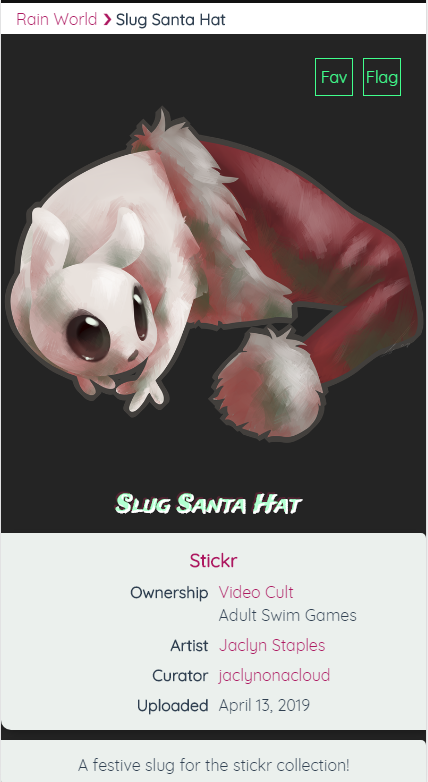 Rain World ❯ Slug Santa Hat
Fav Flag
Slug Santa Hat
Stickr
Ownership Video Cult
Adult Swim Games
Artist Jaclyn Staples
Curator jaclynonacloud
Uploaded April 13, 2019
A festive slug for the stickr collection!